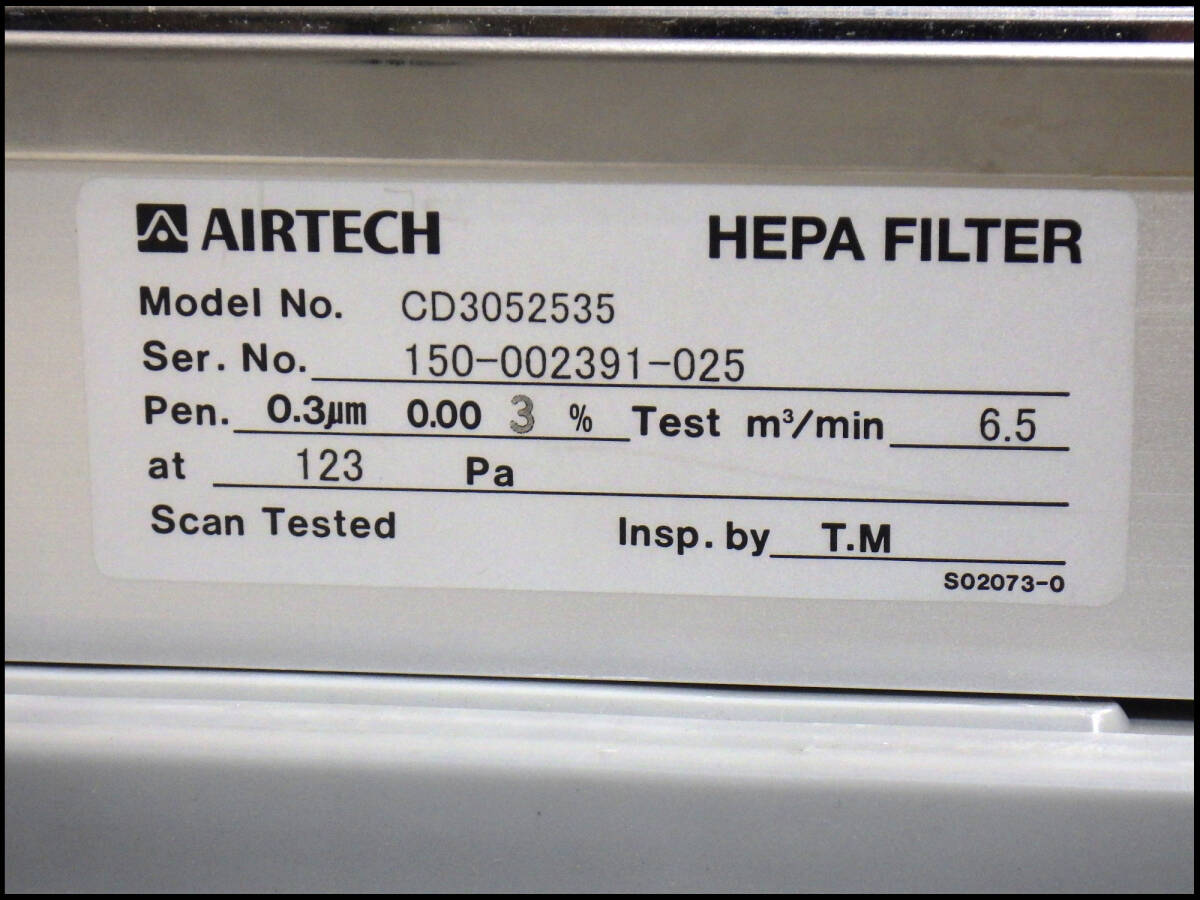 AIRTECH HEPA FILTER
Model No. CD3052535
Ser. No. 150-002391-025
Pen. 0.3μm 0.00 3 % Test m³/min 6.5
at 123 Pa
Scan Tested Insp. by T.M
S02073-0